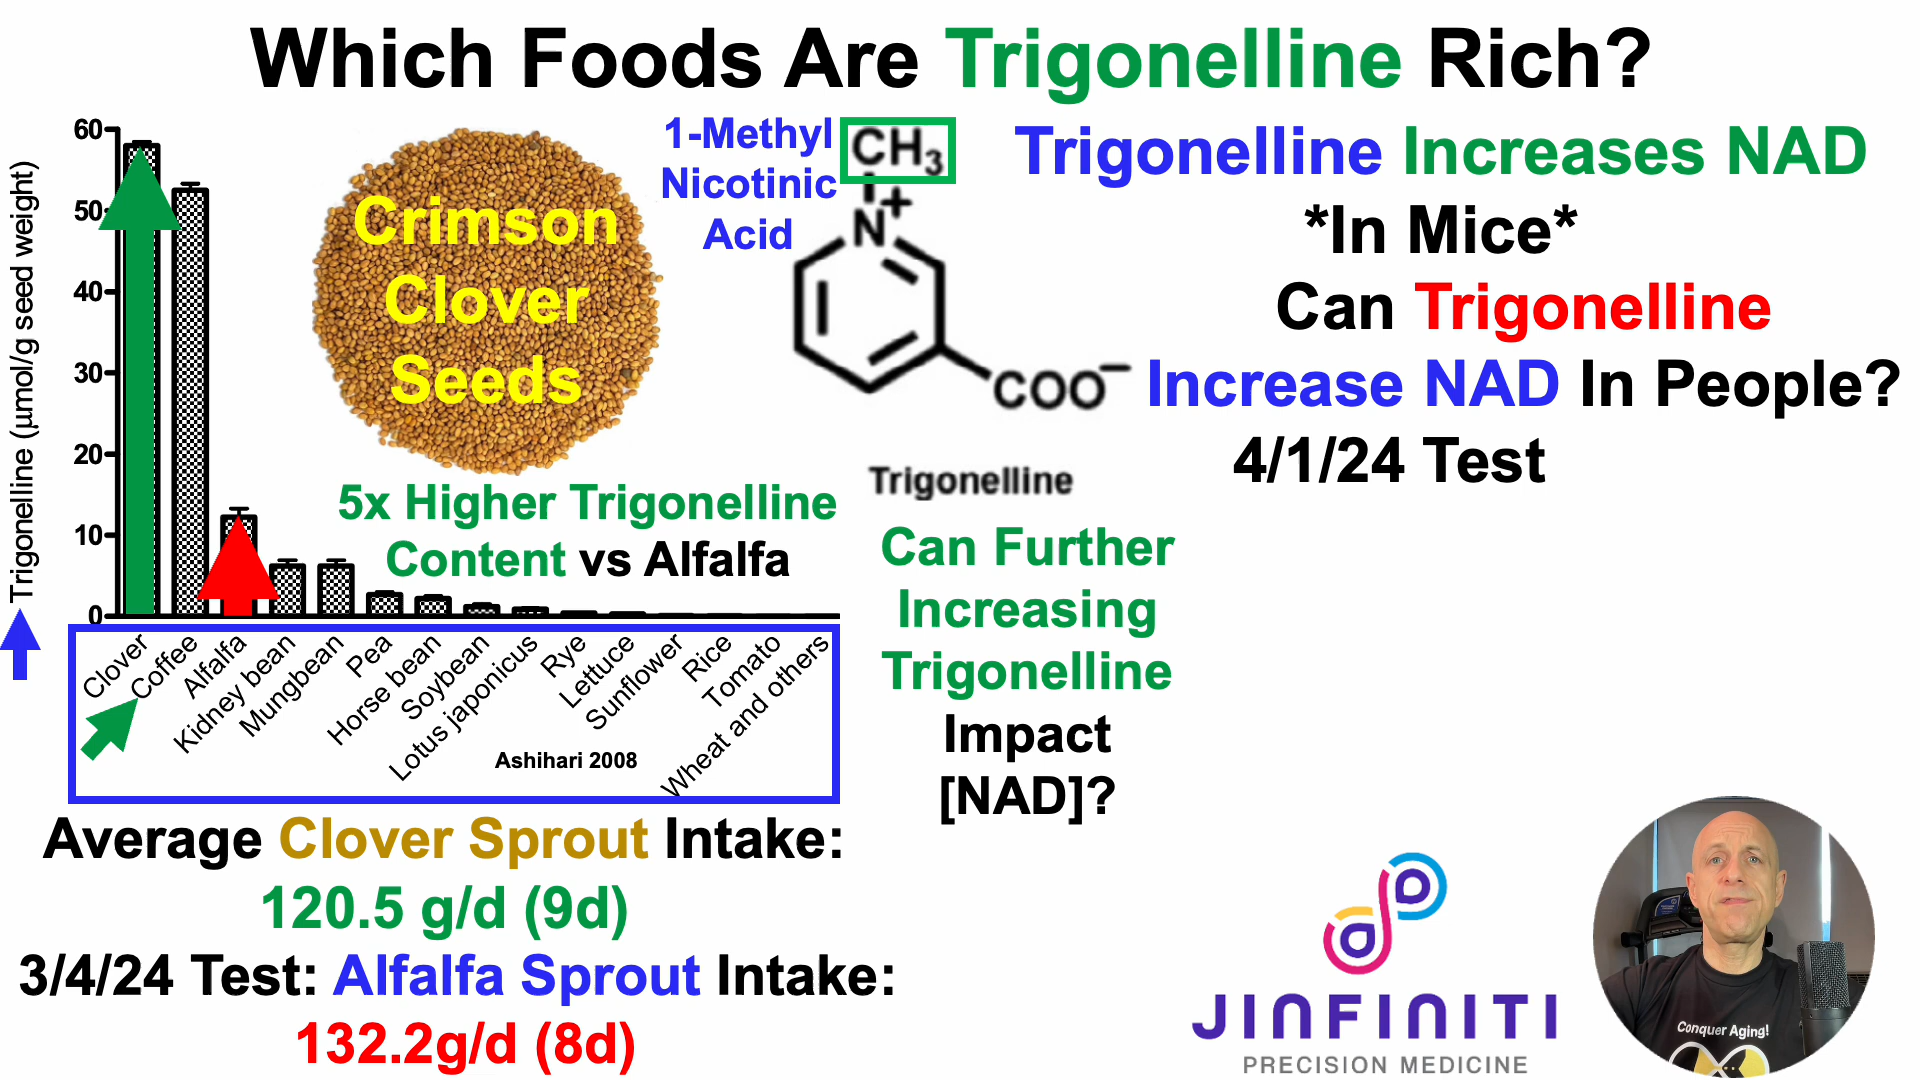 Which Foods Are Trigonelline Rich?
Trigonelline (µmol/g seed weight)
60
50
40
30
20
10
0
Clover
Coffee
Alfalfa
Kidney bean
Mungbean
Pea
Horse bean
Soybean
Lotus japonicus
Rye
Lettuce
Sunflower
Rice
Tomato
Wheat and others
Ashihari 2008
Crimson
Clover
Seeds
5x Higher Trigonelline
Content vs Alfalfa
1-Methyl
Nicotinic
Acid
CH3
N+
COO−
Trigonelline
Can Further
Increasing
Trigonelline
Impact
[NAD]?
Trigonelline Increases NAD
*In Mice*
Can Trigonelline
Increase NAD In People?
4/1/24 Test
Average Clover Sprout Intake:
120.5 g/d (9d)
3/4/24 Test: Alfalfa Sprout Intake:
132.2g/d (8d)
JINFINITI
PRECISION MEDICINE
Conquer Aging!